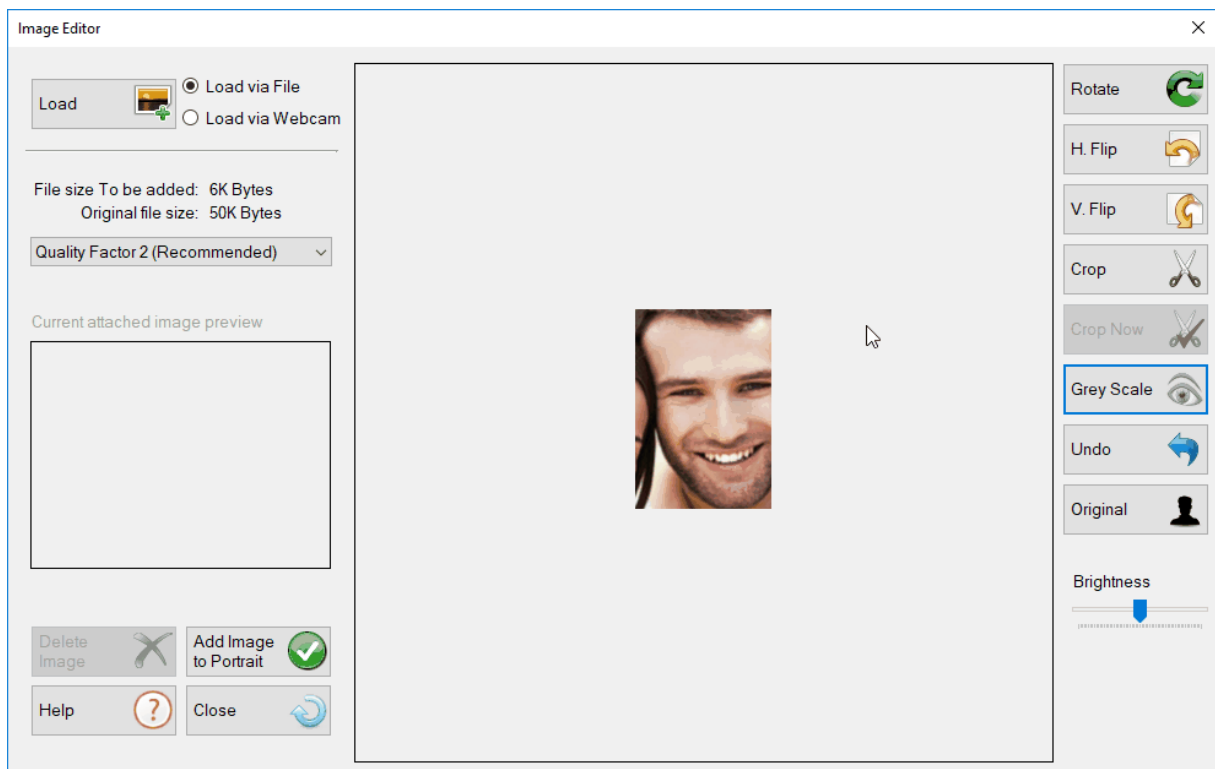 Image Editor
Load
Load via File
Load via Webcam
File size To be added: 6K Bytes
Original file size: 50K Bytes
Quality Factor 2 (Recommended)
Current attached image preview
Delete
Image
Add Image
to Portrait
Help
?
Close
Rotate
H. Flip
V. Flip
Crop
Crop Now
Grey Scale
Undo
Original
Brightness